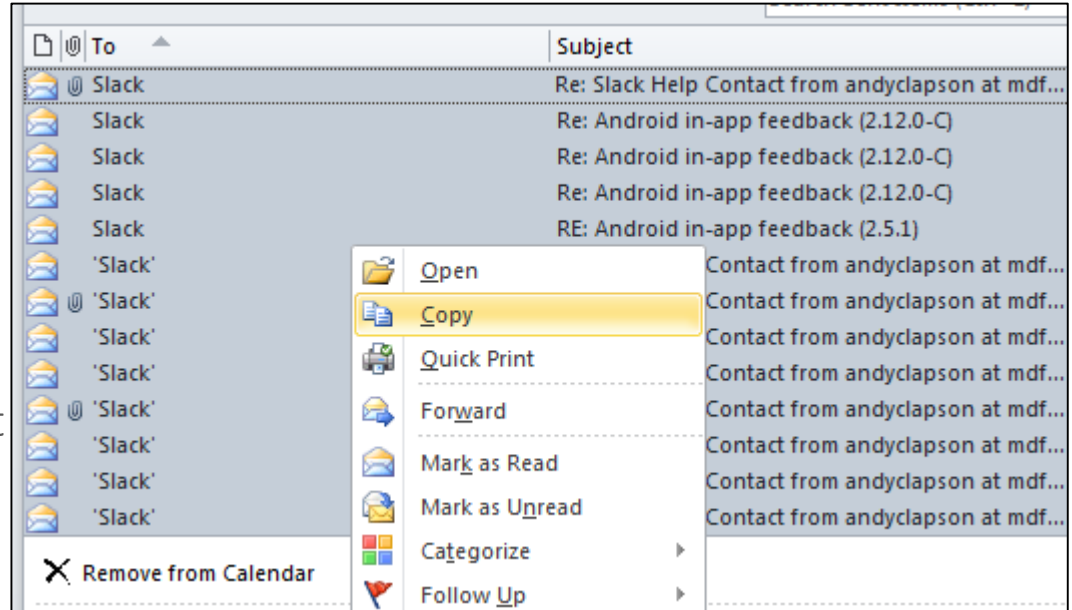 To Subject
Slack Re: Slack Help Contact from andyclapson at mdf...
Slack Re: Android in-app feedback (2.12.0-C)
Slack Re: Android in-app feedback (2.12.0-C)
Slack Re: Android in-app feedback (2.12.0-C)
Slack RE: Android in-app feedback (2.5.1)
'Slack' Open Contact from andyclapson at mdf...
'Slack' Copy Contact from andyclapson at mdf...
'Slack' Quick Print Contact from andyclapson at mdf...
'Slack' Contact from andyclapson at mdf...
'Slack' Forward Contact from andyclapson at mdf...
'Slack' Mark as Read Contact from andyclapson at mdf...
'Slack' Mark as Unread Contact from andyclapson at mdf...
'Slack' Contact from andyclapson at mdf...
Categorize
Remove from Calendar
Follow Up